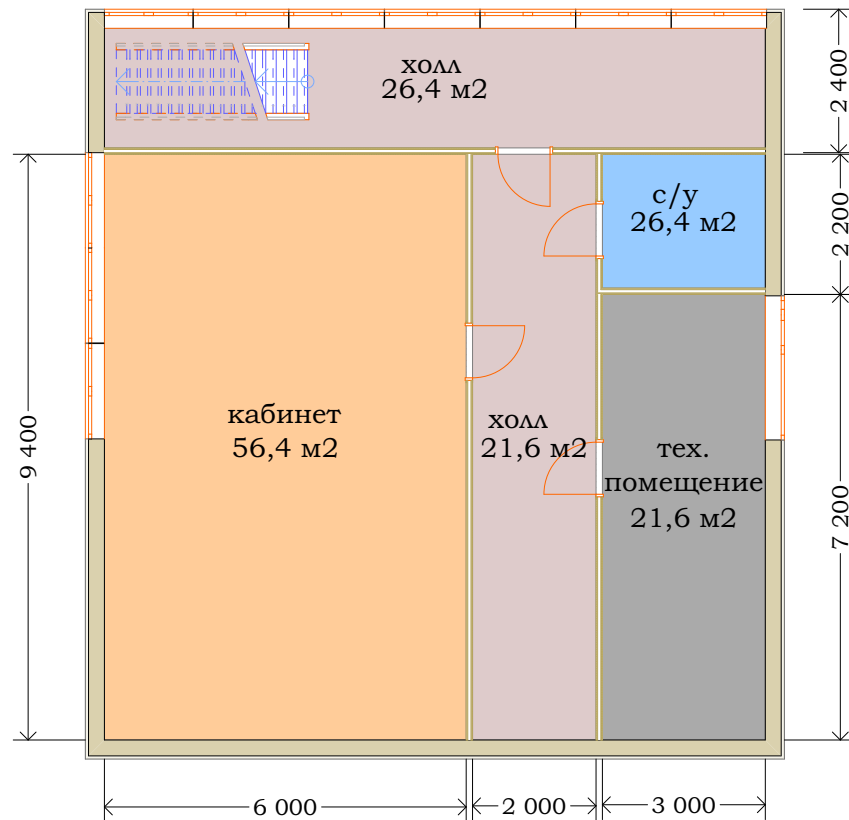 холл
26,4 м2
2 400
с/у
26,4 м2
2 200
кабинет
56,4 м2
холл
21,6 м2
тех.
помещение
21,6 м2
9 400
7 200
6 000
2 000
3 000